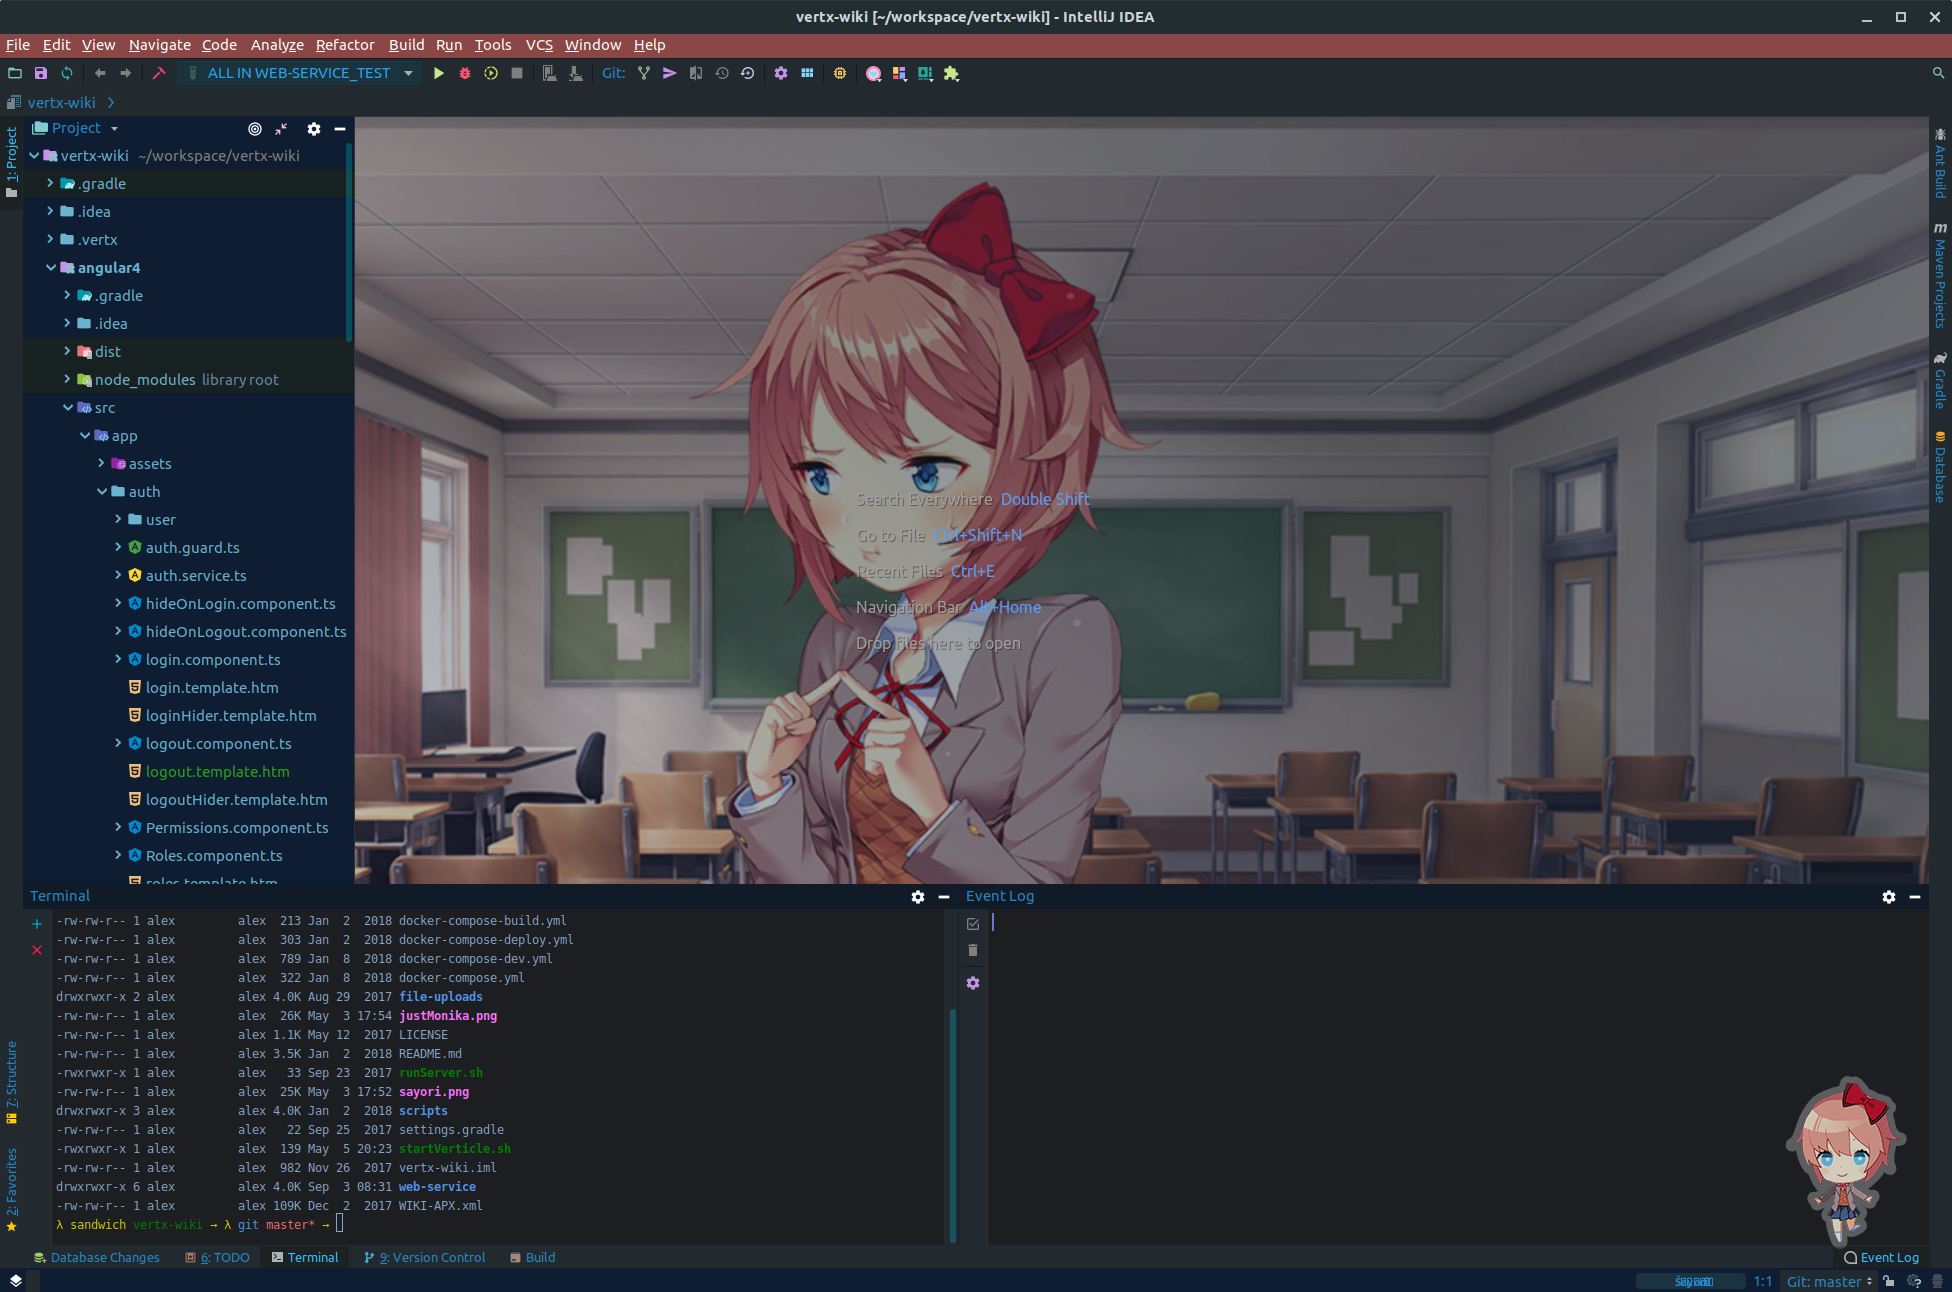 vertx-wiki [~/workspace/vertx-wiki] - IntelliJ IDEA
File Edit View Navigate Code Analyze Refactor Build Run Tools VCS Window Help
ALL IN WEB-SERVICE_TEST Git:
vertx-wiki
1: Project
Project
vertx-wiki ~/workspace/vertx-wiki
.gradle
.idea
.vertx
angular4
.gradle
.idea
dist
node_modules library root
src
app
assets
auth
user
auth.guard.ts
auth.service.ts
hideOnLogin.component.ts
hideOnLogout.component.ts
login.component.ts
login.template.htm
loginHider.template.htm
logout.component.ts
logout.template.htm
logoutHider.template.htm
Permissions.component.ts
Roles.component.ts
roles.template.htm
Search Everywhere Double Shift
Go to File Ctrl+Shift+N
Recent Files Ctrl+E
Navigation Bar Alt+Home
Drop files here to open
Ant Build
m Maven Projects
Gradle
Database
7: Structure
2: Favorites
Terminal
-rw-rw-r-- 1 alex alex 213 Jan 2 2018 docker-compose-build.yml
-rw-rw-r-- 1 alex alex 303 Jan 2 2018 docker-compose-deploy.yml
-rw-rw-r-- 1 alex alex 789 Jan 8 2018 docker-compose-dev.yml
-rw-rw-r-- 1 alex alex 322 Jan 8 2018 docker-compose.yml
drwxrwxr-x 2 alex alex 4.0K Aug 29 2017 file-uploads
-rw-rw-r-- 1 alex alex 26K May 3 17:54 justMonika.png
-rw-rw-r-- 1 alex alex 1.1K May 12 2017 LICENSE
-rw-rw-r-- 1 alex alex 3.5K Jan 2 2018 README.md
-rwxrwxr-x 1 alex alex 33 Sep 23 2017 runServer.sh
-rw-rw-r-- 1 alex alex 25K May 3 17:52 sayori.png
drwxrwxr-x 3 alex alex 4.0K Jan 2 2018 scripts
-rw-rw-r-- 1 alex alex 22 Sep 25 2017 settings.gradle
-rwxrwxr-x 1 alex alex 139 May 5 20:23 startVerticle.sh
-rw-rw-r-- 1 alex alex 982 Nov 26 2017 vertx-wiki.iml
drwxrwxr-x 6 alex alex 4.0K Sep 3 08:31 web-service
-rw-rw-r-- 1 alex alex 109K Dec 2 2017 WIKI-APX.xml
λ sandwich vertx-wiki → λ git master* →
Event Log
Database Changes 6: TODO Terminal 9: Version Control Build Event Log
1:1 Git: master